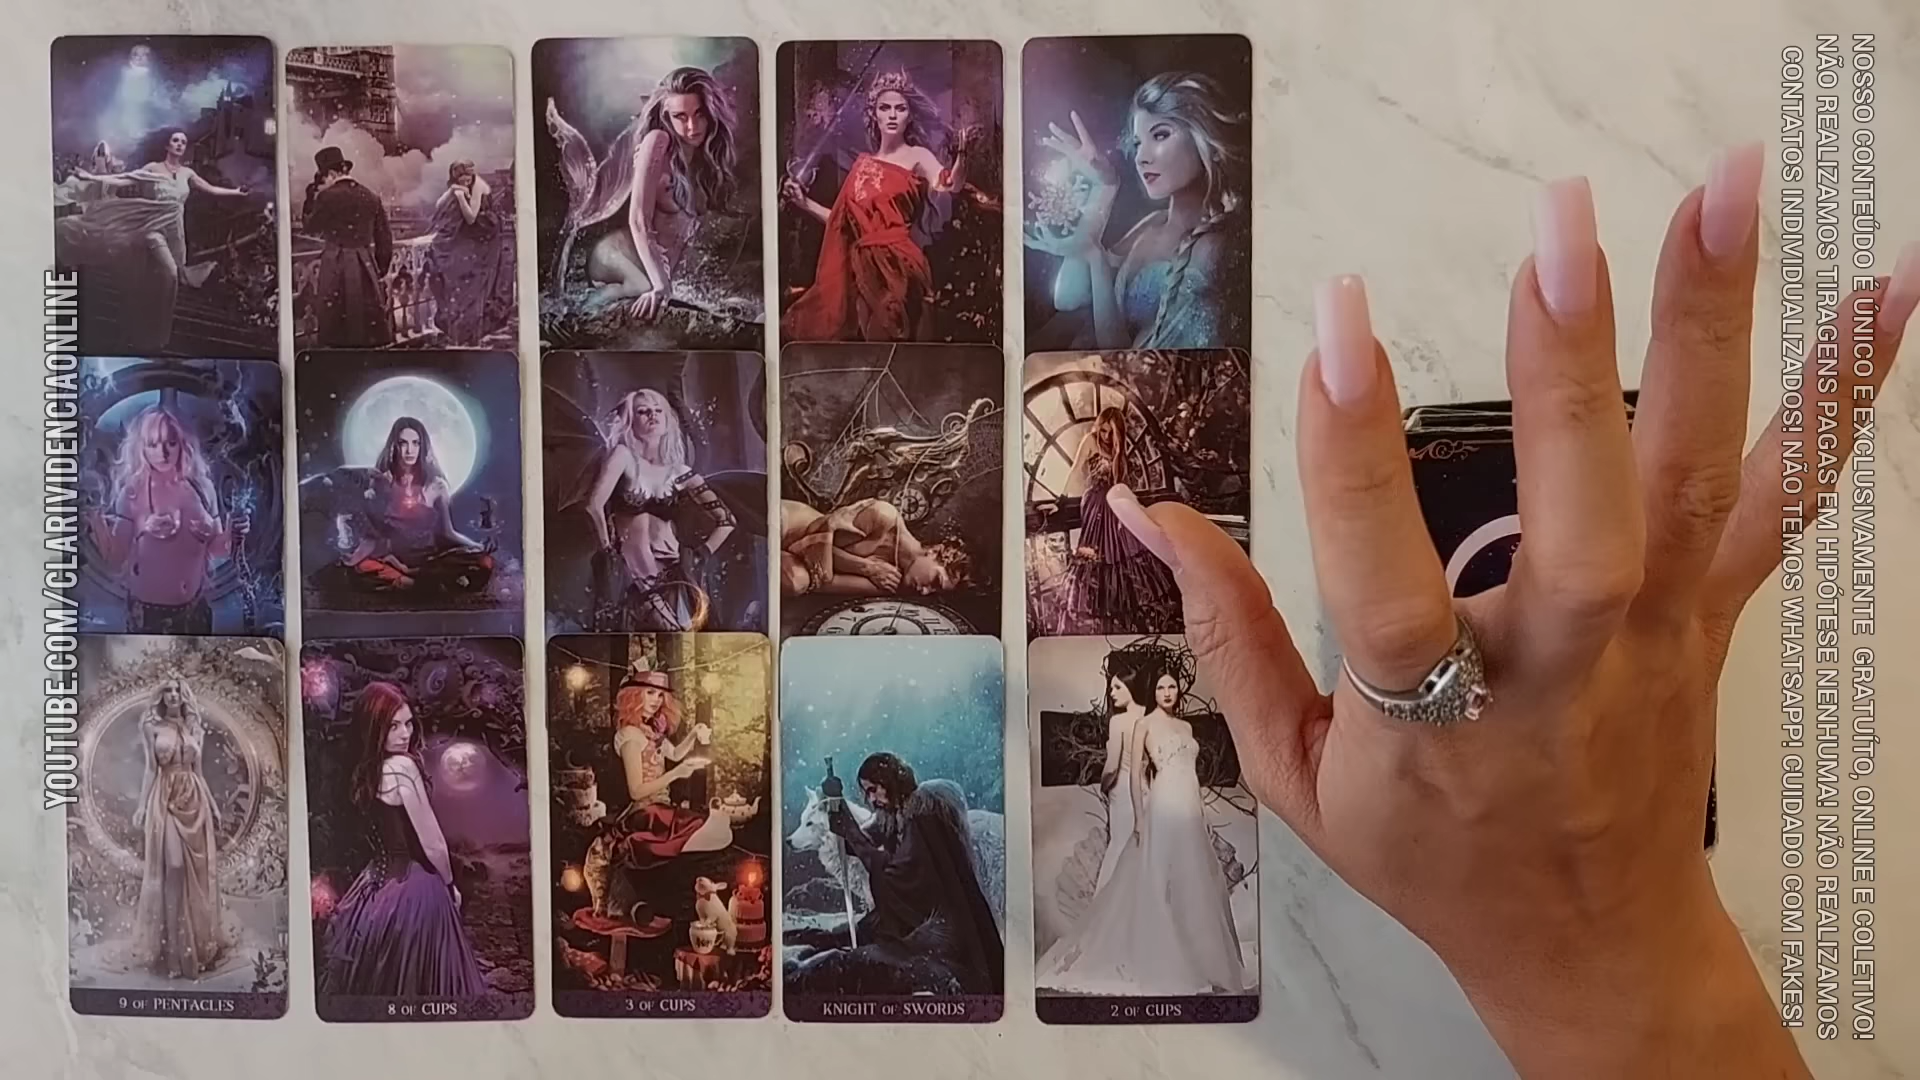 YOUTUBE.COM/CLARIVIDENCIAONLINE
9 OF PENTACLES
8 OF CUPS
3 OF CUPS
KNIGHT OF SWORDS
2 OF CUPS
NOSSO CONTEÚDO É ÚNICO E EXCLUSIVAMENTE GRATUÍTO, ONLINE E COLETIVO!
NÃO REALIZAMOS TIRAGENS PAGAS EM HIPÓTESE NENHUMA! NÃO REALIZAMOS
CONTATOS INDIVIDUALIZADOS! NÃO TEMOS WHATSAPP! CUIDADO COM FAKES!